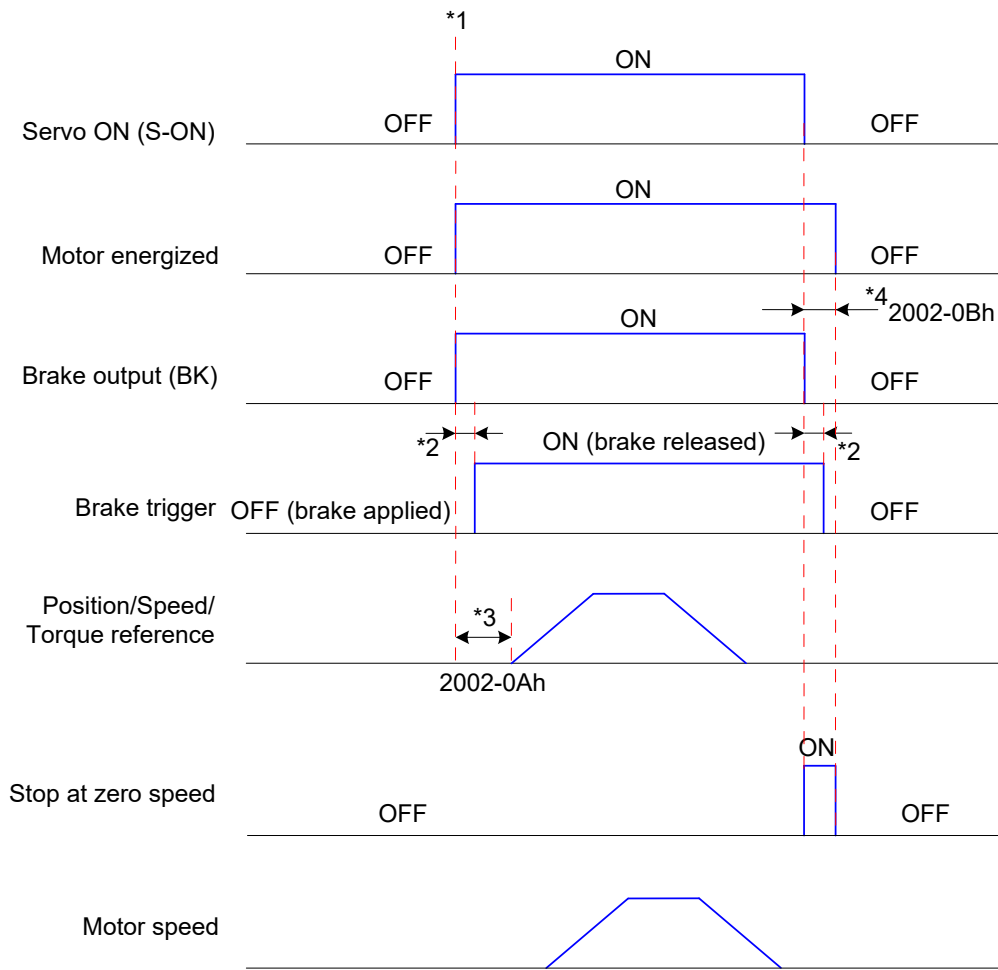 *1
ON
Servo ON (S-ON)
OFF
OFF
ON
Motor energized
OFF
OFF
*4
2002-0Bh
ON
Brake output (BK)
OFF
OFF
*2
ON (brake released)
*2
Brake trigger
OFF (brake applied)
OFF
Position/Speed/
Torque reference
*3
2002-0Ah
ON
Stop at zero speed
OFF
OFF
Motor speed